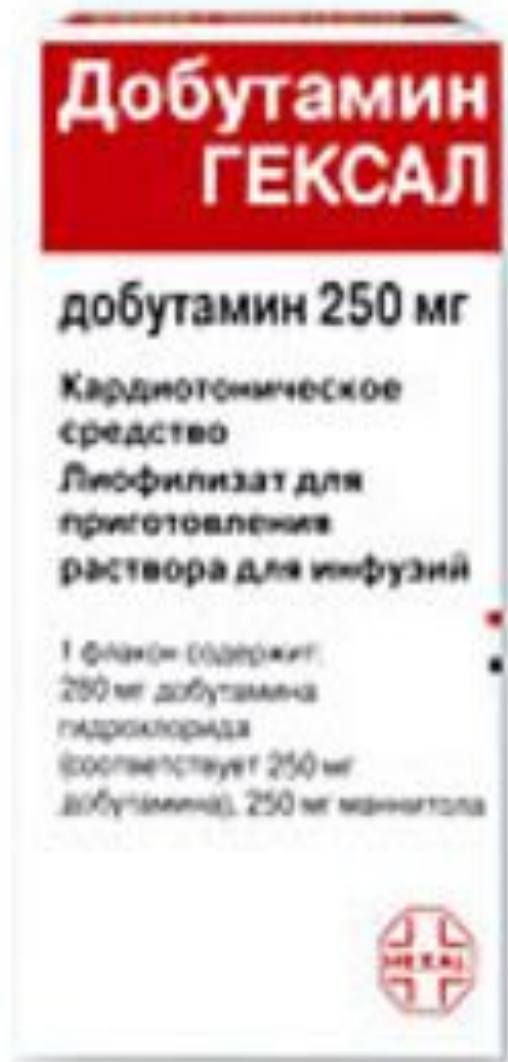 Добутамин
ГЕКСАЛ
добутамин 250 мг
Кардиотоническое
средство
Лиофилизат для
приготовления
раствора для инфузий
1 флакон содержит:
280 мг добутамина
гидрохлорида
(соответствует 250 мг
добутамина), 250 мг маннитола
HEXAL